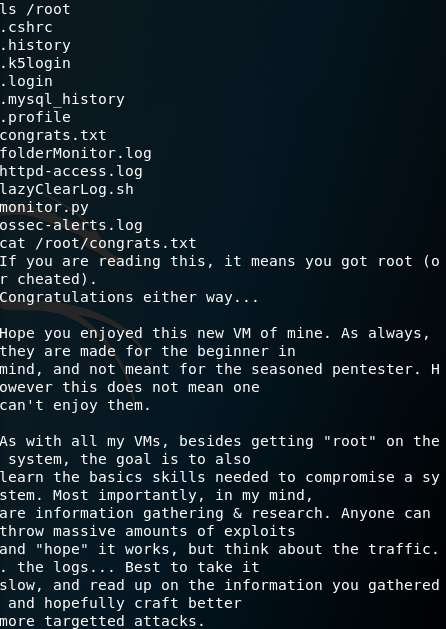 ls /root
.cshrc
.history
.k5login
.login
.mysql_history
.profile
congrats.txt
folderMonitor.log
httpd-access.log
lazyClearLog.sh
monitor.py
ossec-alerts.log
cat /root/congrats.txt
If you are reading this, it means you got root (o
r cheated).
Congratulations either way...

Hope you enjoyed this new VM of mine. As always,
they are made for the beginner in
mind, and not meant for the seasoned pentester. H
owever this does not mean one
can't enjoy them.

As with all my VMs, besides getting "root" on the
 system, the goal is to also
learn the basics skills needed to compromise a sy
stem. Most importantly, in my mind,
are information gathering & research. Anyone can
throw massive amounts of exploits
and "hope" it works, but think about the traffic.
. the logs... Best to take it
slow, and read up on the information you gathered
 and hopefully craft better
more targetted attacks.